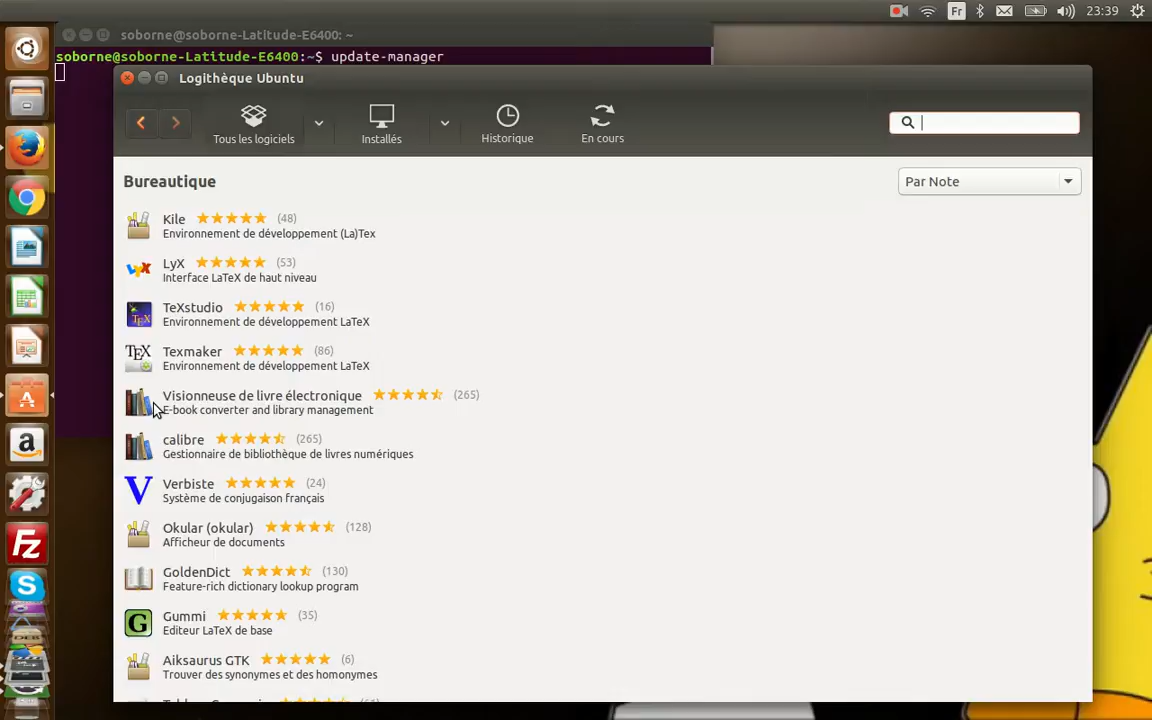 soborne@soborne-Latitude-E6400: ~
Fr
23:39
soborne@soborne-Latitude-E6400:~$ update-manager
Logithèque Ubuntu
Tous les logiciels
Installés
Historique
En cours
Bureautique
Par Note
Kile (48)
Environnement de développement (La)Tex
LyX (53)
Interface LaTeX de haut niveau
TeXstudio (16)
Environnement de développement LaTeX
Texmaker (86)
Environnement de développement LaTeX
Visionneuse de livre électronique (265)
E-book converter and library management
calibre (265)
Gestionnaire de bibliothèque de livres numériques
Verbiste (24)
Système de conjugaison français
Okular (okular) (128)
Afficheur de documents
GoldenDict (130)
Feature-rich dictionary lookup program
Gummi (35)
Editeur LaTeX de base
Aiksaurus GTK (6)
Trouver des synonymes et des homonymes